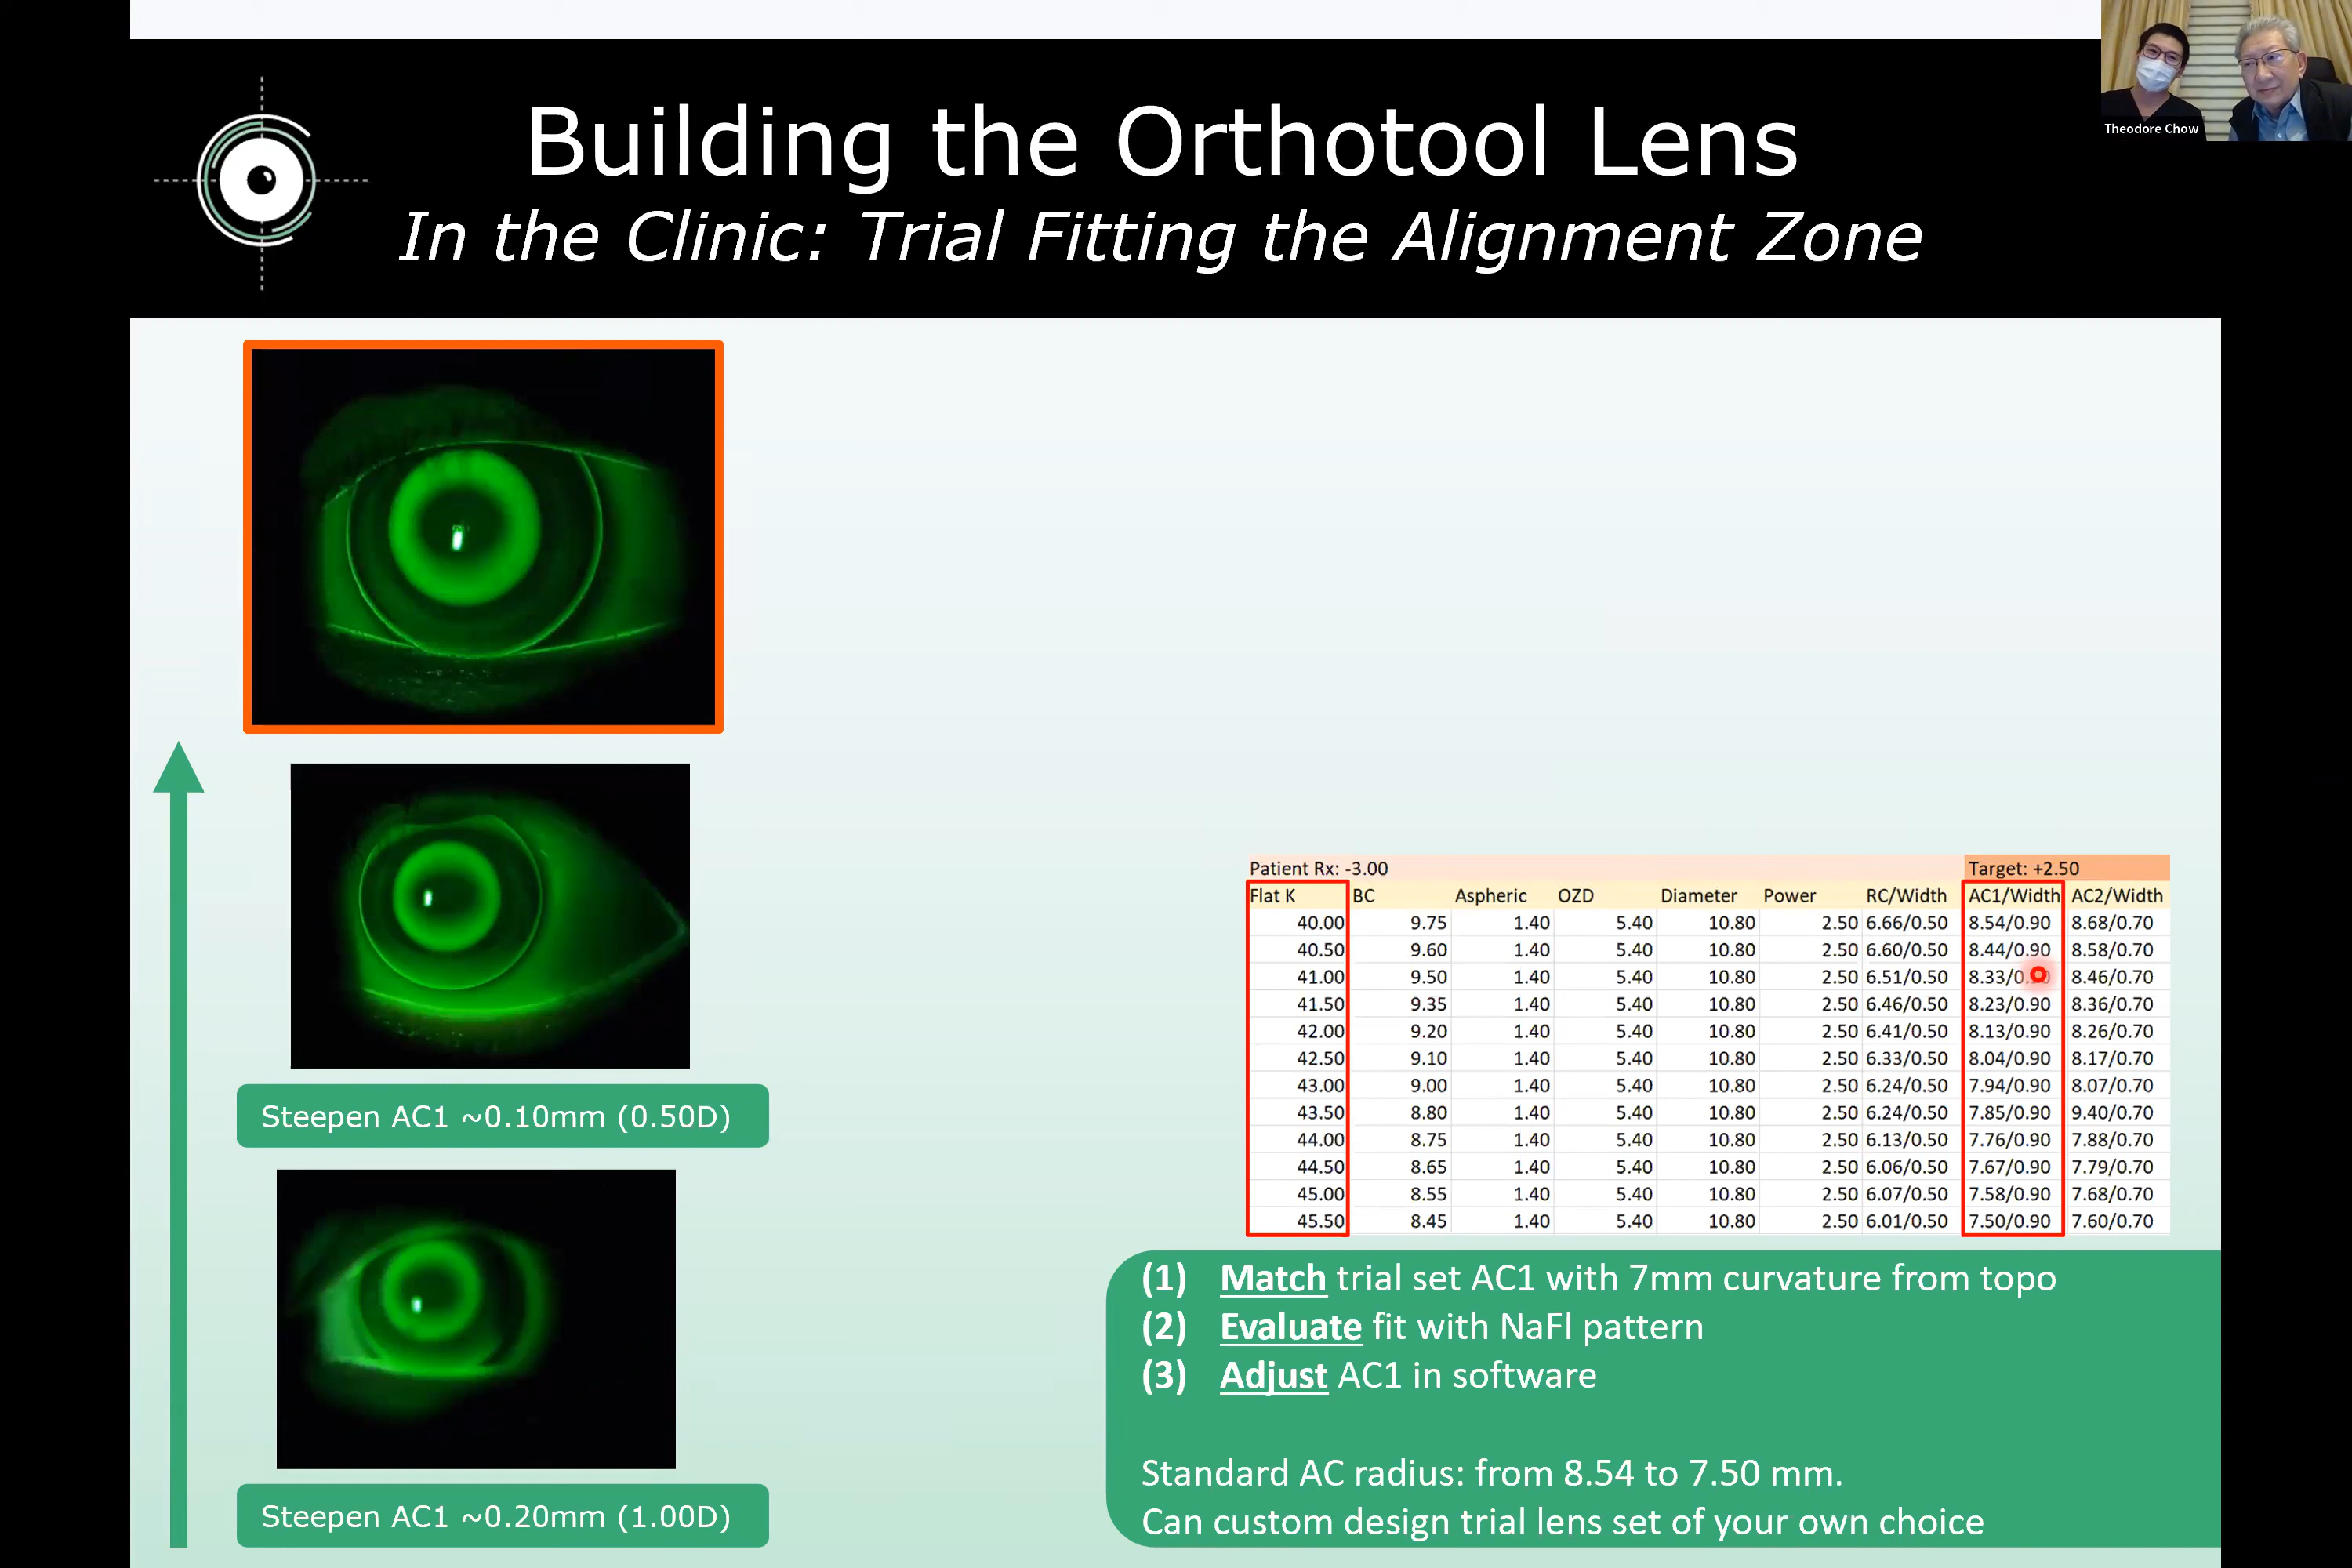 Theodore Chow
Building the Orthotool Lens
In the Clinic: Trial Fitting the Alignment Zone
Steepen AC1 ~0.10mm (0.50D)
Steepen AC1 ~0.20mm (1.00D)
Patient Rx: -3.00 Target: +2.50
Flat K BC Aspheric OZD Diameter Power RC/Width AC1/Width AC2/Width
40.00 9.75 1.40 5.40 10.80 2.50 6.66/0.50 8.54/0.90 8.68/0.70
40.50 9.60 1.40 5.40 10.80 2.50 6.60/0.50 8.44/0.90 8.58/0.70
41.00 9.50 1.40 5.40 10.80 2.50 6.51/0.50 8.33/0. 8.46/0.70
41.50 9.35 1.40 5.40 10.80 2.50 6.46/0.50 8.23/0.90 8.36/0.70
42.00 9.20 1.40 5.40 10.80 2.50 6.41/0.50 8.13/0.90 8.26/0.70
42.50 9.10 1.40 5.40 10.80 2.50 6.33/0.50 8.04/0.90 8.17/0.70
43.00 9.00 1.40 5.40 10.80 2.50 6.24/0.50 7.94/0.90 8.07/0.70
43.50 8.80 1.40 5.40 10.80 2.50 6.24/0.50 7.85/0.90 9.40/0.70
44.00 8.75 1.40 5.40 10.80 2.50 6.13/0.50 7.76/0.90 7.88/0.70
44.50 8.65 1.40 5.40 10.80 2.50 6.06/0.50 7.67/0.90 7.79/0.70
45.00 8.55 1.40 5.40 10.80 2.50 6.07/0.50 7.58/0.90 7.68/0.70
45.50 8.45 1.40 5.40 10.80 2.50 6.01/0.50 7.50/0.90 7.60/0.70
(1) Match trial set AC1 with 7mm curvature from topo
(2) Evaluate fit with NaFl pattern
(3) Adjust AC1 in software
Standard AC radius: from 8.54 to 7.50 mm.
Can custom design trial lens set of your own choice